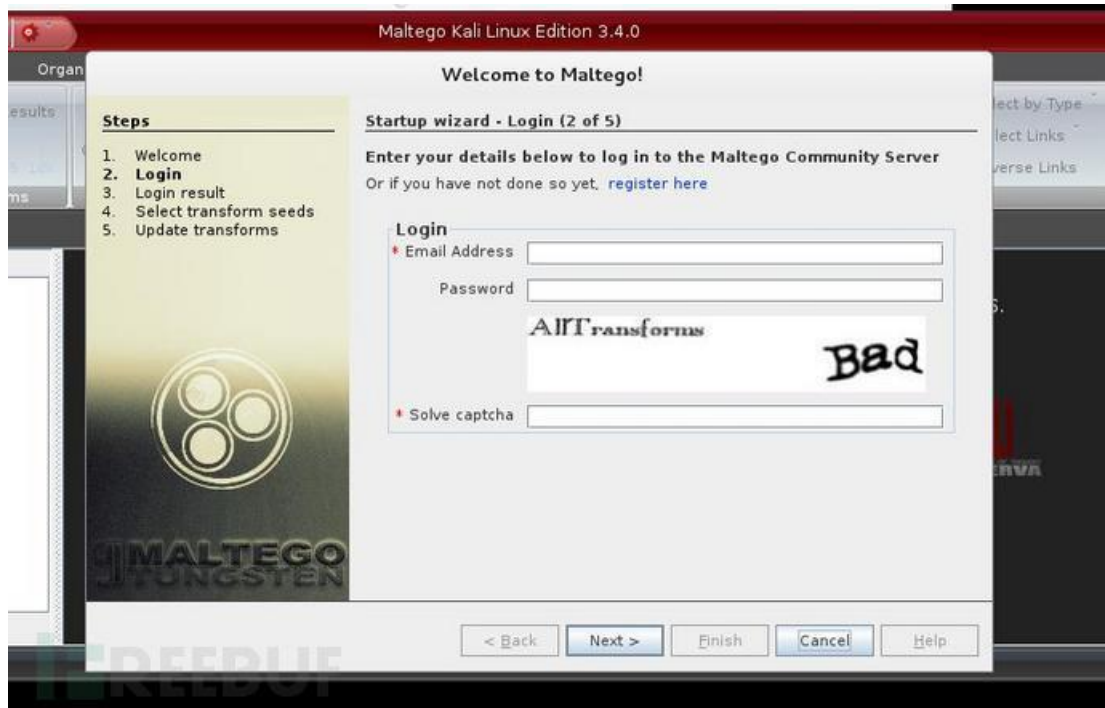 Maltego Kali Linux Edition 3.4.0
Organ
Welcome to Maltego!
esults
Steps
1. Welcome
2. Login
3. Login result
4. Select transform seeds
5. Update transforms
Startup wizard - Login (2 of 5)
Enter your details below to log in to the Maltego Community Server
Or if you have not done so yet, register here
Login
* Email Address
Password
AllTransforms
Bad
* Solve captcha
lect by Type
lect Links
verse Links
ms
s.
ERVA
MALTEGO
TUNGSTEN
< Back
Next >
Finish
Cancel
Help
FREEBUF